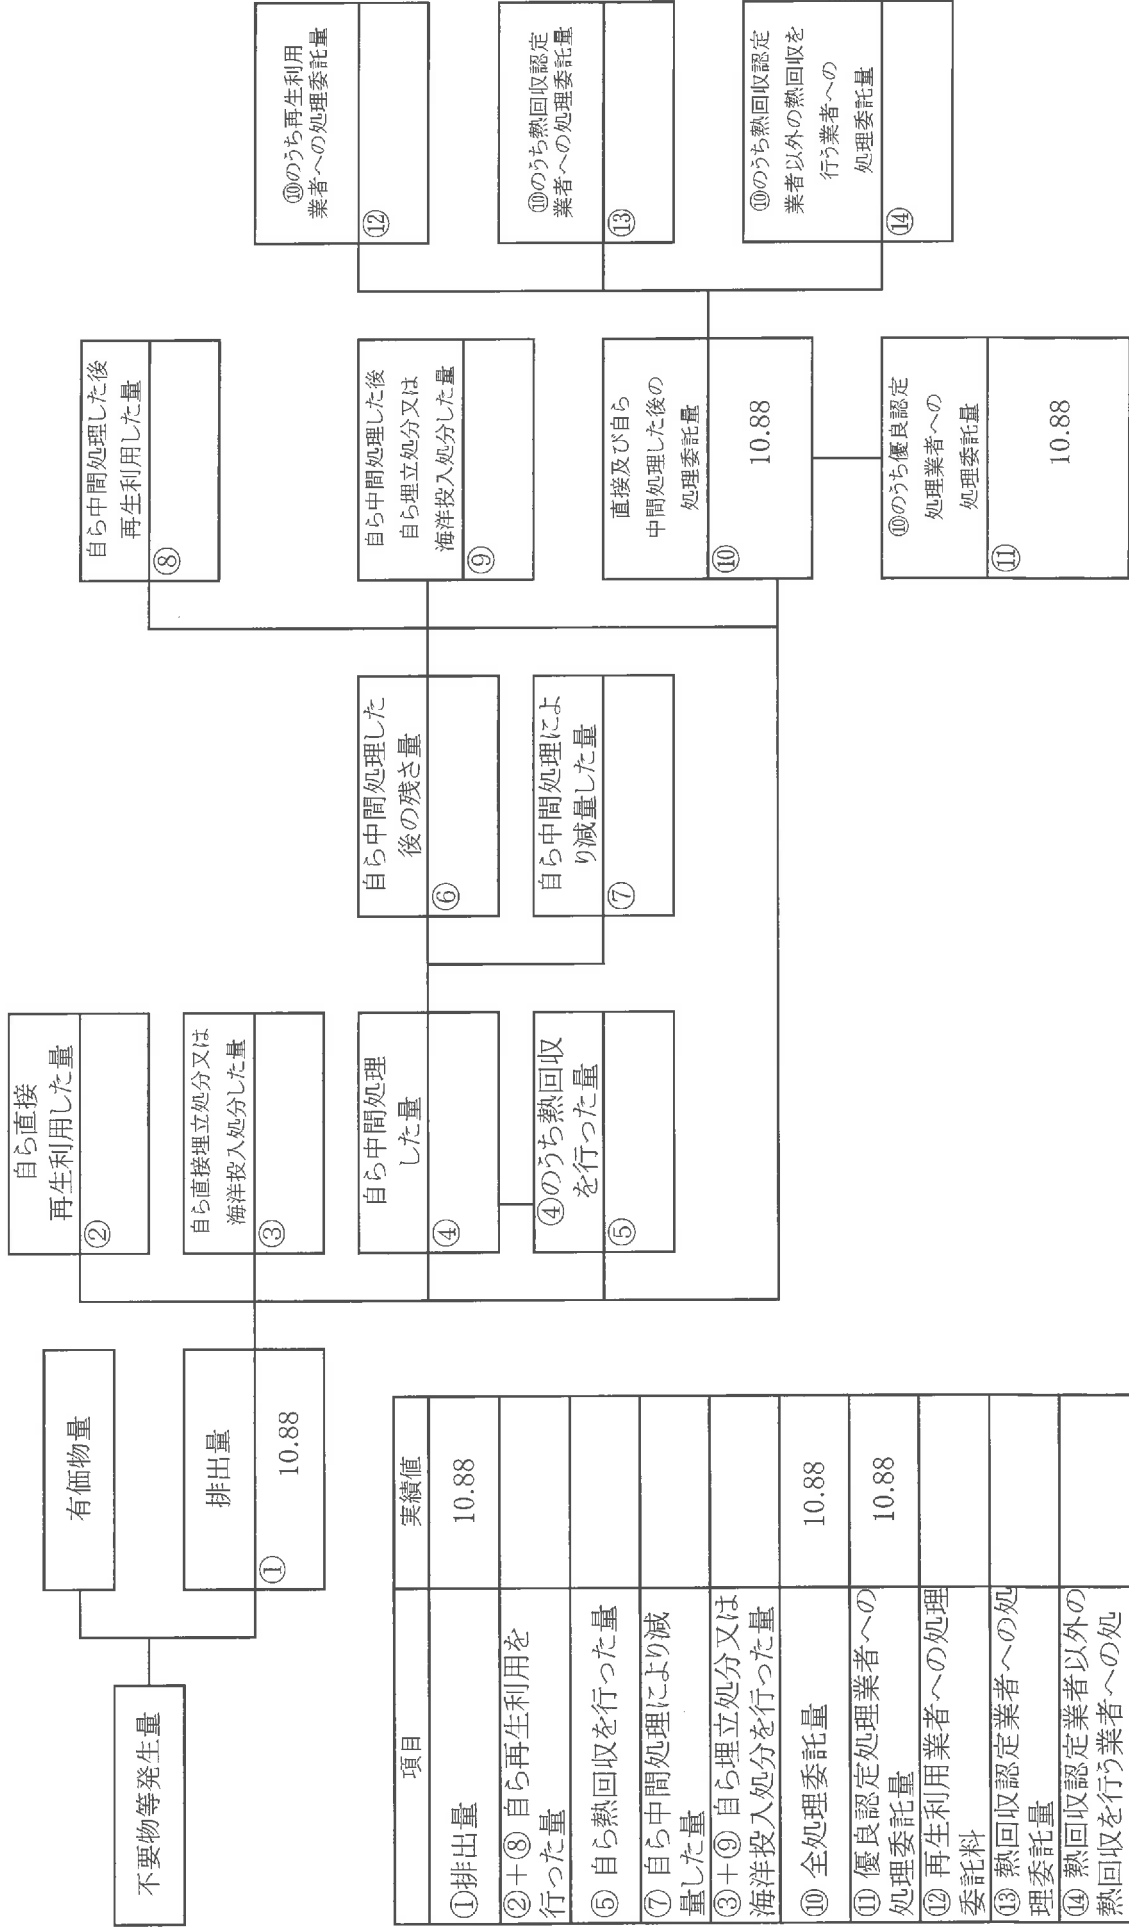 不要物等発生量
有価物量
排出量
①
10.88
自ら直接
再生利用した量
②
自ら直接埋立処分又は
海洋投入処分した量
③
自ら中間処理
した量
④
④のうち熱回収
を行った量
⑤
自ら中間処理した
後の残さ量
⑥
自ら中間処理によ
り減量した量
⑦
自ら中間処理した後
再生利用した量
⑧
自ら中間処理した後
自ら埋立処分又は
海洋投入処分した量
⑨
直接及び自ら
中間処理した後の
処理委託量
⑩
10.88
⑩のうち優良認定
処理業者への
処理委託量
⑪
10.88
⑩のうち再生利用
業者への処理委託量
⑫
⑩のうち熱回収認定
業者への処理委託量
⑬
⑩のうち熱回収認定
業者以外の熱回収を
行う業者への
処理委託量
⑭
項目 実績値
①排出量 10.88
②＋⑧ 自ら再生利用を
行った量
⑤ 自ら熱回収を行った量
⑦ 自ら中間処理により減
量した量
③＋⑨ 自ら埋立処分又は
海洋投入処分を行った量
⑩ 全処理委託量 10.88
⑪ 優良認定処理業者への
処理委託量 10.88
⑫ 再生利用業者への処理
委託料
⑬ 熱回収認定業者への処
理委託量
⑭ 熱回収認定業者以外の
熱回収を行う業者への処